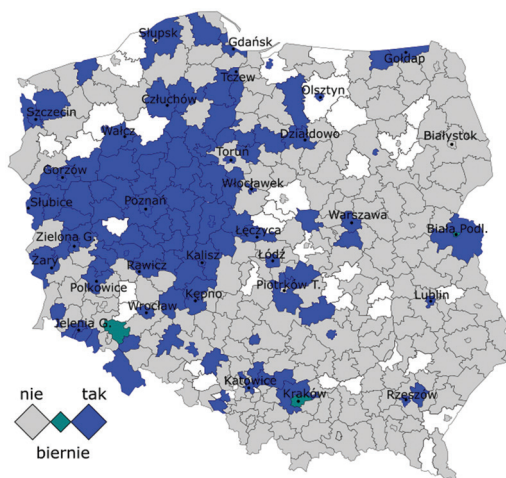 Słupsk
Gdańsk
Gołdap
Tczew
Człuchów
Olsztyn
Szczecin
Wałcz
Działdowo
Białystok
Toruń
Gorzów
Włocławek
Słubice
Poznań
Warszawa
Łęczyca
Biała Podl.
Zielona G.
Łódź
Żary
Rawicz
Kalisz
Piotrków T.
Polkowice
Kępno
Lublin
Wrocław
Jelenia G.
Katowice
Kraków
Rzeszów
nie
tak
biernie